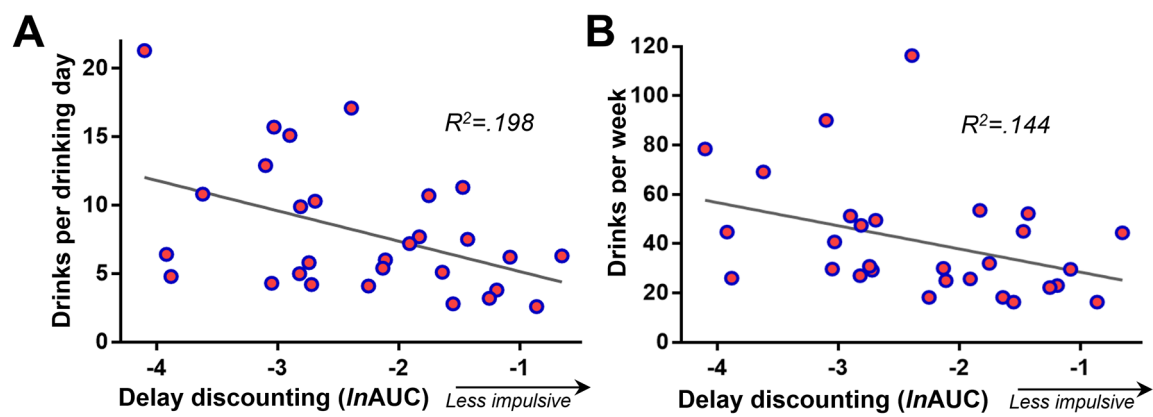 A
B
Drinks per drinking day
20
15
10
5
0
R²=.198
-4
-3
-2
-1
Delay discounting (lnAUC)
Less impulsive
Drinks per week
120
100
80
60
40
20
0
R²=.144
-4
-3
-2
-1
Delay discounting (lnAUC)
Less impulsive